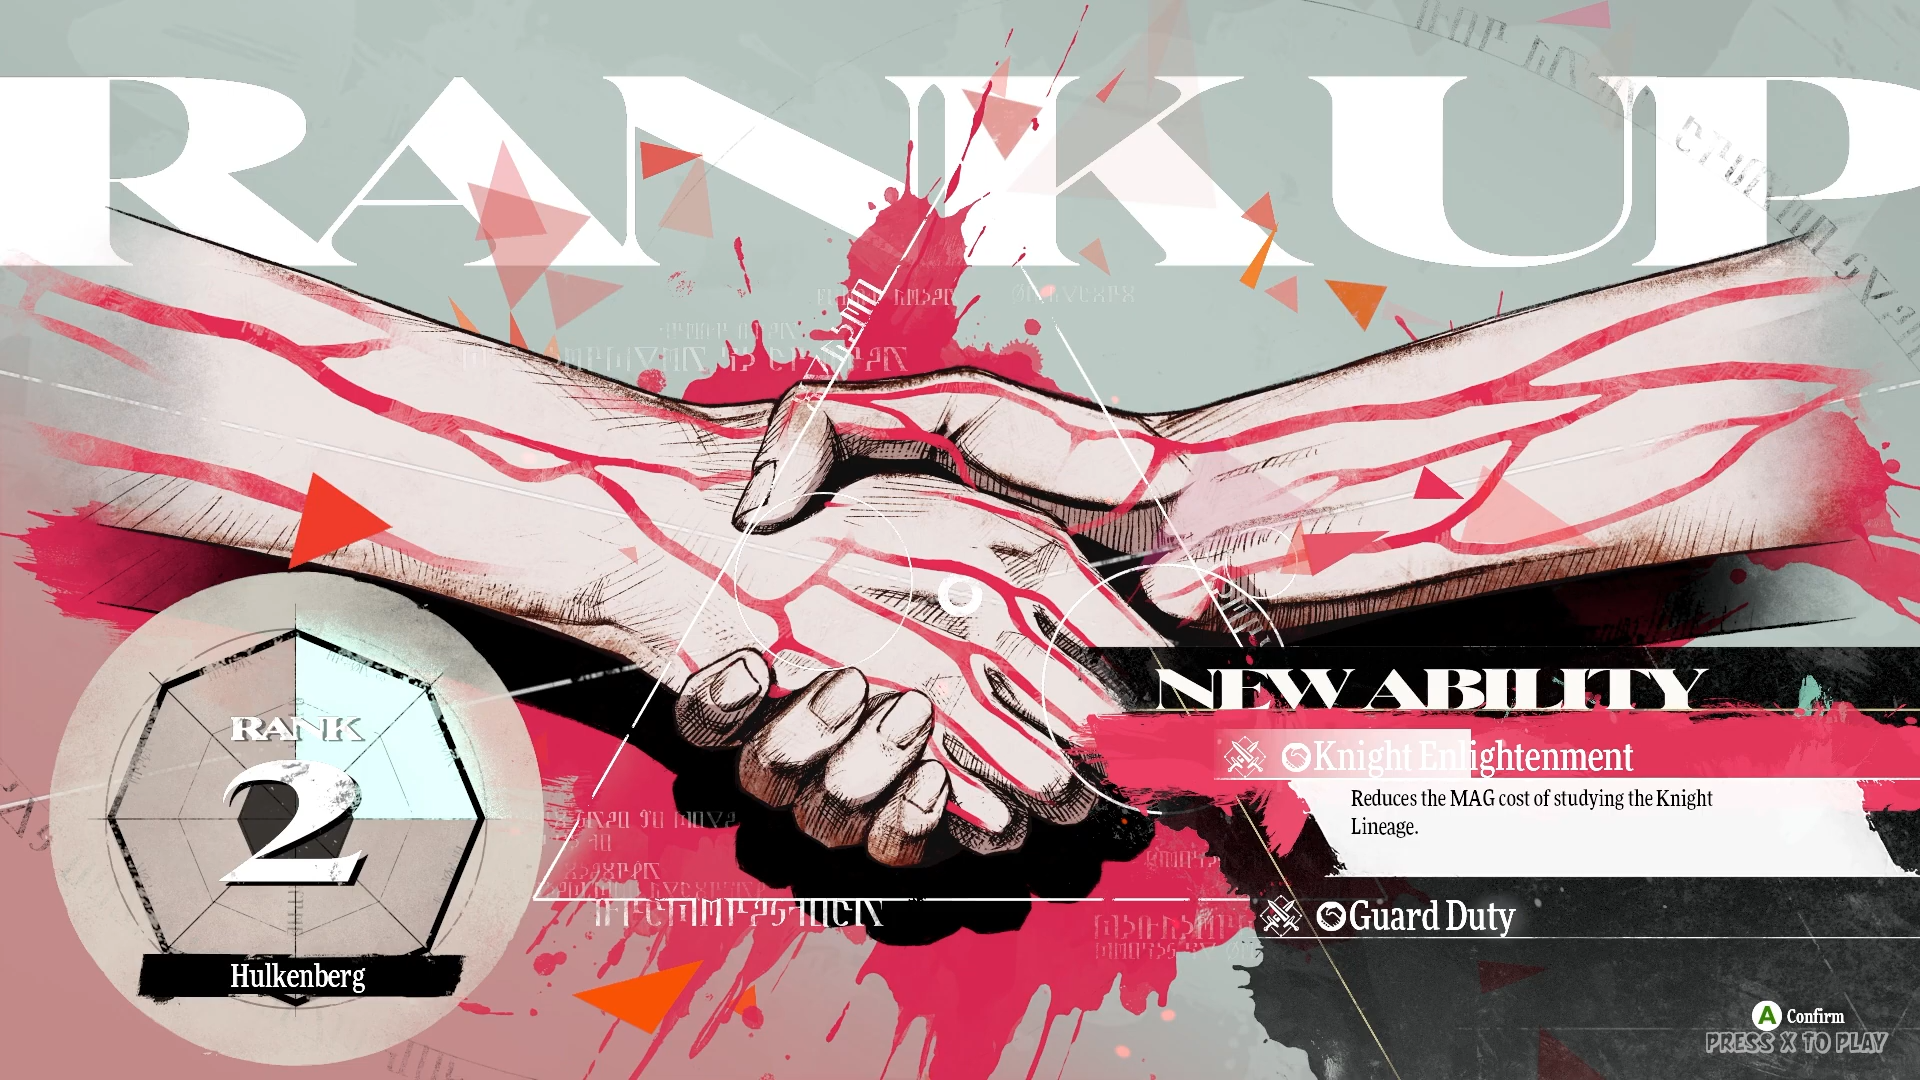 RANK UP
RANK
2
Hulkenberg
NEW ABILITY
Knight Enlightenment
Reduces the MAG cost of studying the Knight
Lineage.
Guard Duty
A Confirm
PRESS X TO PLAY